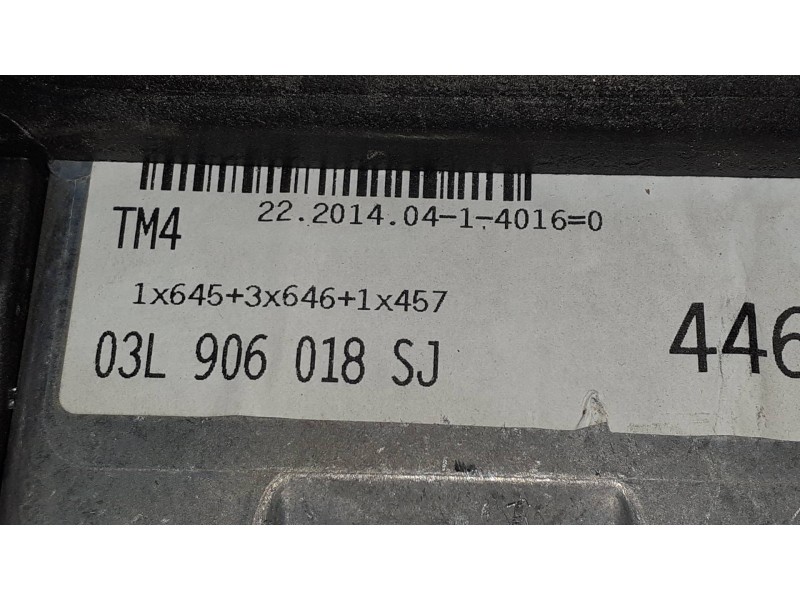 22.2014.04-1-4016=0
TM4
1x645+3x646+1x457
03L 906 018 SJ
446